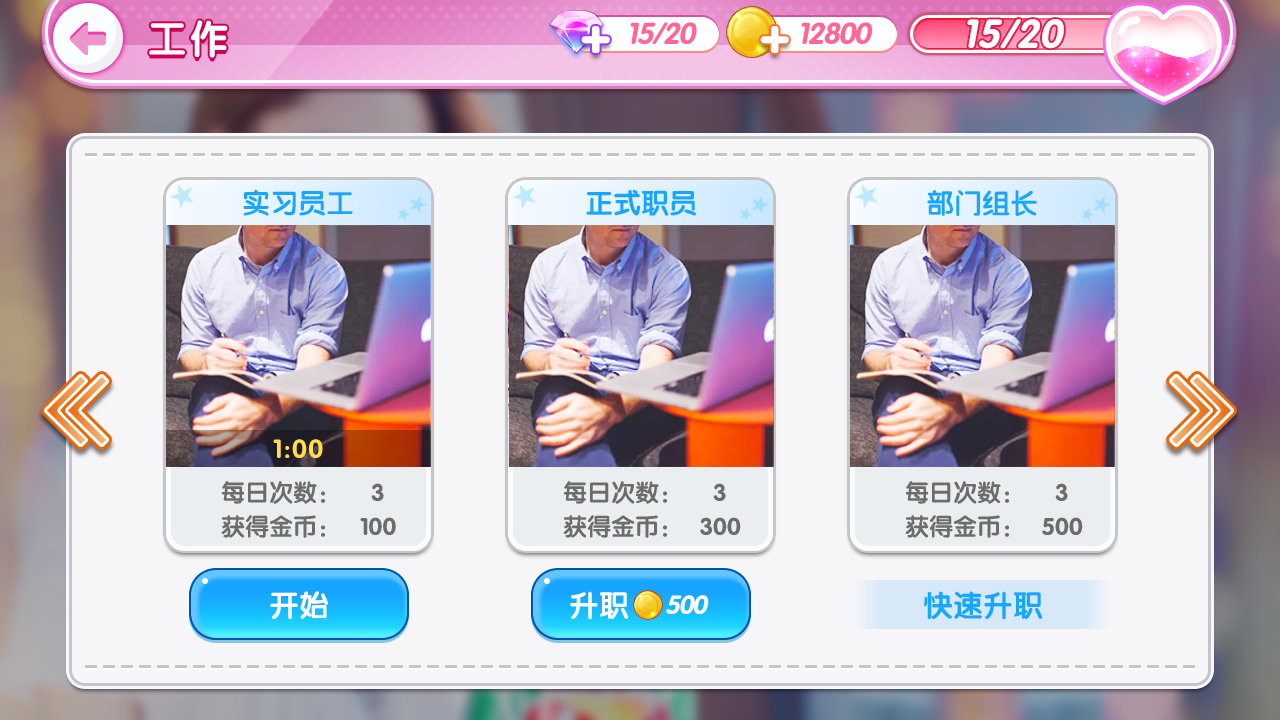 工作
15/20
12800
15/20
实习员工
正式职员
部门组长
1:00
每日次数： 3
获得金币： 100
每日次数： 3
获得金币： 300
每日次数： 3
获得金币： 500
开始
升职 500
快速升职